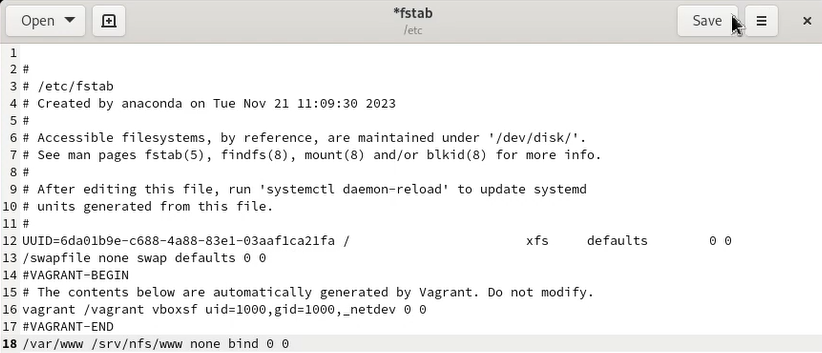 Open
*fstab
/etc
Save
1
2 #
3 # /etc/fstab
4 # Created by anaconda on Tue Nov 21 11:09:30 2023
5 #
6 # Accessible filesystems, by reference, are maintained under '/dev/disk/'.
7 # See man pages fstab(5), findfs(8), mount(8) and/or blkid(8) for more info.
8 #
9 # After editing this file, run 'systemctl daemon-reload' to update systemd
10 # units generated from this file.
11 #
12 UUID=6da01b9e-c688-4a88-83e1-03aaf1ca21fa /                       xfs     defaults        0 0
13 /swapfile none swap defaults 0 0
14 #VAGRANT-BEGIN
15 # The contents below are automatically generated by Vagrant. Do not modify.
16 vagrant /vagrant vboxsf uid=1000,gid=1000,_netdev 0 0
17 #VAGRANT-END
18 /var/www /srv/nfs/www none bind 0 0